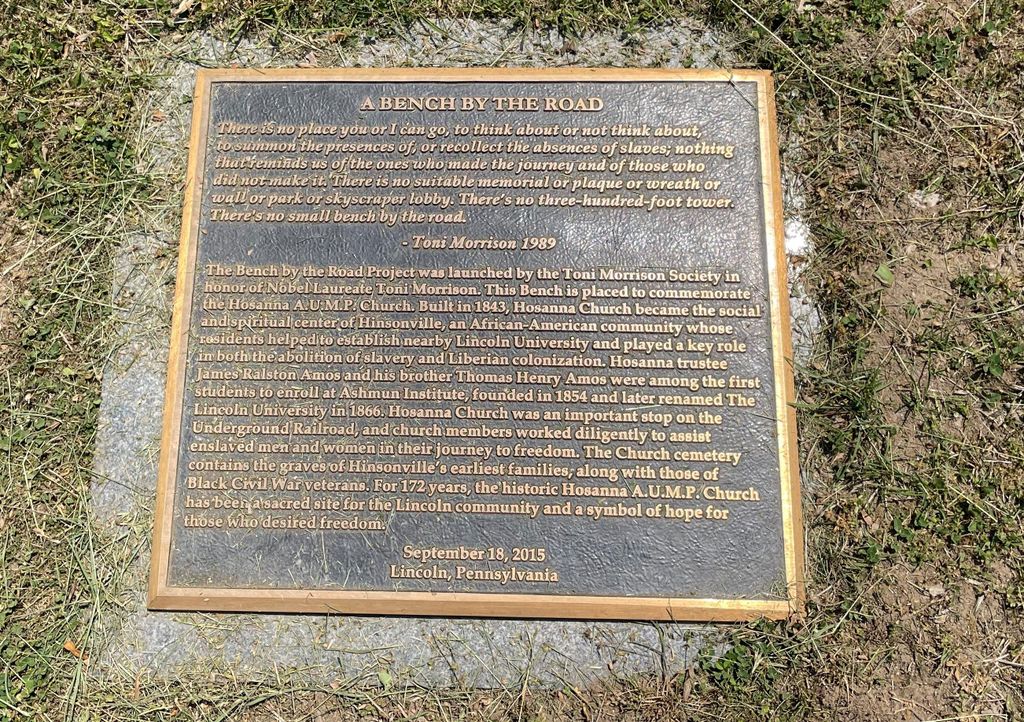 A BENCH BY THE ROAD
There is no place you or I can go, to think about or not think about,
to summon the presences of, or recollect the absences of slaves; nothing
that reminds us of the ones who made the journey and of those who
did not make it. There is no suitable memorial or plaque or wreath or
wall or park or skyscraper lobby. There's no three-hundred-foot tower.
There's no small bench by the road.
- Toni Morrison 1989
The Bench by the Road Project was launched by the Toni Morrison Society in
honor of Nobel Laureate Toni Morrison. This Bench is placed to commemorate
the Hosanna A.U.M.P. Church. Built in 1843, Hosanna Church became the social
and spiritual center of Hinsonville, an African-American community whose
residents helped to establish nearby Lincoln University and played a key role
in both the abolition of slavery and Liberian colonization. Hosanna trustee
James Ralston Amos and his brother Thomas Henry Amos were among the first
students to enroll at Ashmun Institute, founded in 1854 and later renamed The
Lincoln University in 1866. Hosanna Church was an important stop on the
Underground Railroad, and church members worked diligently to assist
enslaved men and women in their journey to freedom. The Church cemetery
contains the graves of Hinsonville's earliest families, along with those of
Black Civil War veterans. For 172 years, the historic Hosanna A.U.M.P. Church
has been a sacred site for the Lincoln community and a symbol of hope for
those who desired freedom.
September 18, 2015
Lincoln, Pennsylvania